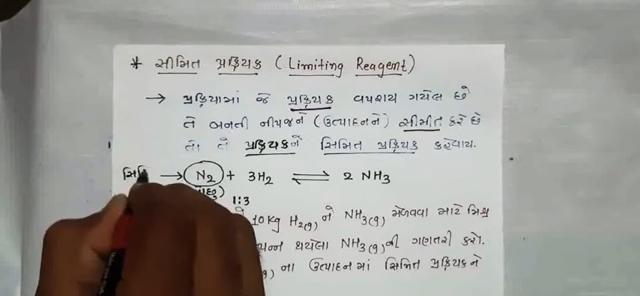 * સીમિત પ્રક્રિયક ( Limiting Reagent )
→ પ્રક્રિયામાં જે પ્રક્રિયક વપરાય ગયેલ છે
તે બનતી નીપજને (ઉત્પાદનને) સીમીત કરે છે
તો તે પ્રક્રિયકને સિમિત પ્રક્રિયક કહેવાય.
→ N2 + 3H2 ⇌ 2 NH3
1:3
10 Kg H2(g) ને NH3(g) મેળવવા માટે મિશ્ર
થયેલા NH3(g) ની ગણતરી કરો.
ના ઉત્પાદનમાં સિમિત પ્રક્રિયક ને